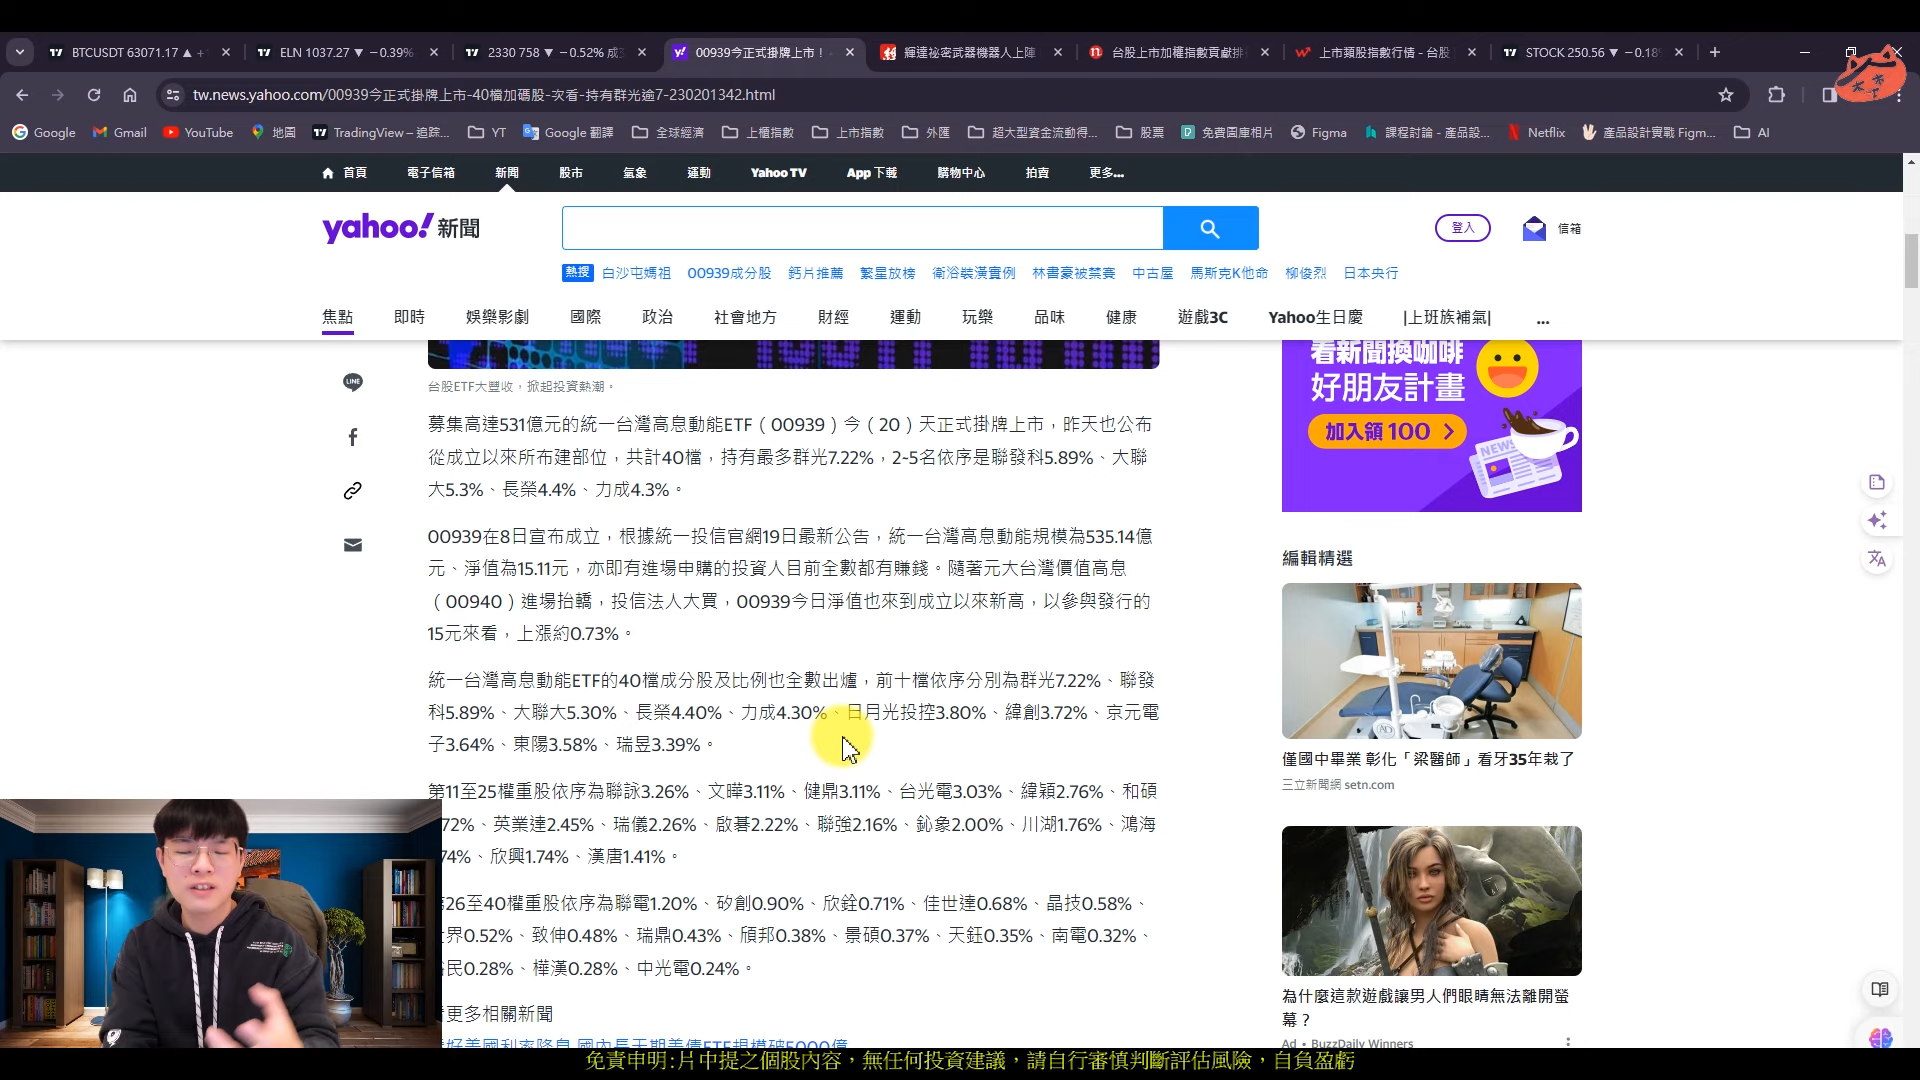 BTCUSDT 63071.17 ▲ +
ELN 1037.27 ▼ −0.39%
2330 758 ▼ −0.52%
00939今正式掛牌上市！
輝達祕密武器機器人上陣
台股上市加權指數貢獻排
上市類股指數行情 - 台股
STOCK 250.56 ▼ −0.18%
tw.news.yahoo.com/00939今正式掛牌上市-40檔加碼股-次看-持有群光逾7-230201342.html
Google
Gmail
YouTube
地圖
TradingView – 追踪...
YT
Google 翻譯
全球經濟
上櫃指數
上市指數
外匯
超大型資金流動得...
股票
免費圖庫相片
Figma
課程討論 - 產品設...
Netflix
產品設計實戰 Figm...
AI
首頁
電子信箱
新聞
股市
氣象
運動
Yahoo TV
App 下載
購物中心
拍賣
更多...
yahoo!新聞
登入
信箱
熱搜 白沙屯媽祖 00939成分股 鈣片推薦 繁星放榜 衛浴裝潢實例 林書豪被禁賽 中古屋 馬斯克K他命 柳俊烈 日本央行
焦點 即時 娛樂影劇 國際 政治 社會地方 財經 運動 玩樂 品味 健康 遊戲3C Yahoo生日慶 |上班族補氣| ...
台股ETF大豐收，掀起投資熱潮。
募集高達531億元的統一台灣高息動能ETF（00939）今（20）天正式掛牌上市，昨天也公布
從成立以來所布建部位，共計40檔，持有最多群光7.22%，2-5名依序是聯發科5.89%、大聯
大5.3%、長榮4.4%、力成4.3%。
00939在8日宣布成立，根據統一投信官網19日最新公告，統一台灣高息動能規模為535.14億
元、淨值為15.11元，亦即有進場申購的投資人目前全數都有賺錢。隨著元大台灣價值高息
（00940）進場抬轎，投信法人大買，00939今日淨值也來到成立以來新高，以參與發行的
15元來看，上漲約0.73%。
統一台灣高息動能ETF的40檔成分股及比例也全數出爐，前十檔依序分別為群光7.22%、聯發
科5.89%、大聯大5.30%、長榮4.40%、力成4.30%、日月光投控3.80%、緯創3.72%、京元電
子3.64%、東陽3.58%、瑞昱3.39%。
第11至25權重股依序為聯詠3.26%、文曄3.11%、健鼎3.11%、台光電3.03%、緯穎2.76%、和碩
72%、英業達2.45%、瑞儀2.26%、啟碁2.22%、聯強2.16%、鈊象2.00%、川湖1.76%、鴻海
74%、欣興1.74%、漢唐1.41%。
26至40權重股依序為聯電1.20%、矽創0.90%、欣銓0.71%、佳世達0.68%、晶技0.58%、
界0.52%、致伸0.48%、瑞鼎0.43%、頎邦0.38%、景碩0.37%、天鈺0.35%、南電0.32%、
民0.28%、樺漢0.28%、中光電0.24%。
更多相關新聞
好美國利率降息 國內長天期美債ETF規模破5000億
看新聞換咖啡
好朋友計畫
加入領 100
NEWS
編輯精選
僅國中畢業 彰化「梁醫師」看牙35年栽了
三立新聞網 setn.com
為什麼這款遊戲讓男人們眼睛無法離開螢
幕？
Ad • BuzzDaily Winners
免責申明:片中提之個股內容，無任何投資建議，請自行審慎判斷評估風險，自負盈虧